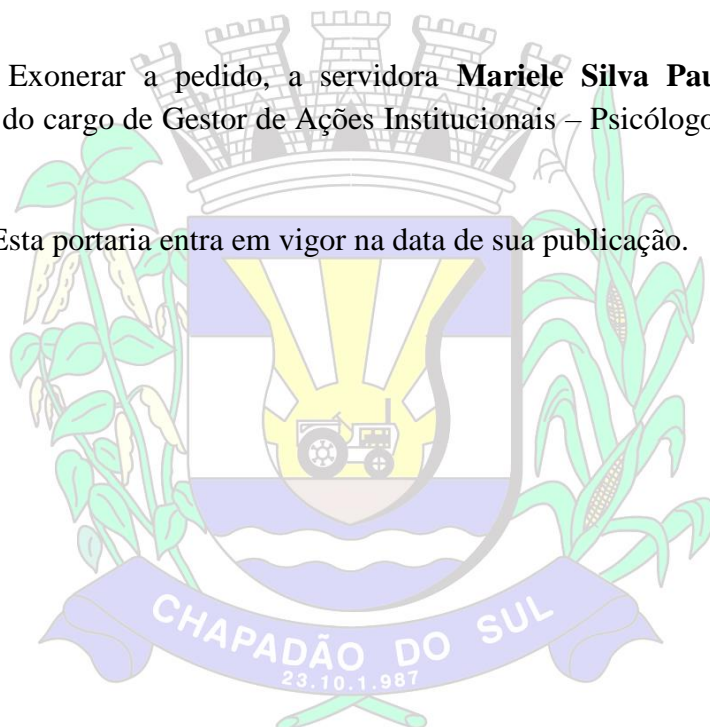 Exonerar a pedido, a servidora Mariele Silva
do cargo de Gestor de Ações Institucionais – Psicólogo
Esta portaria entra em vigor na data de sua publicação.
CHAPADÃO DO SUL
23.10.1.987